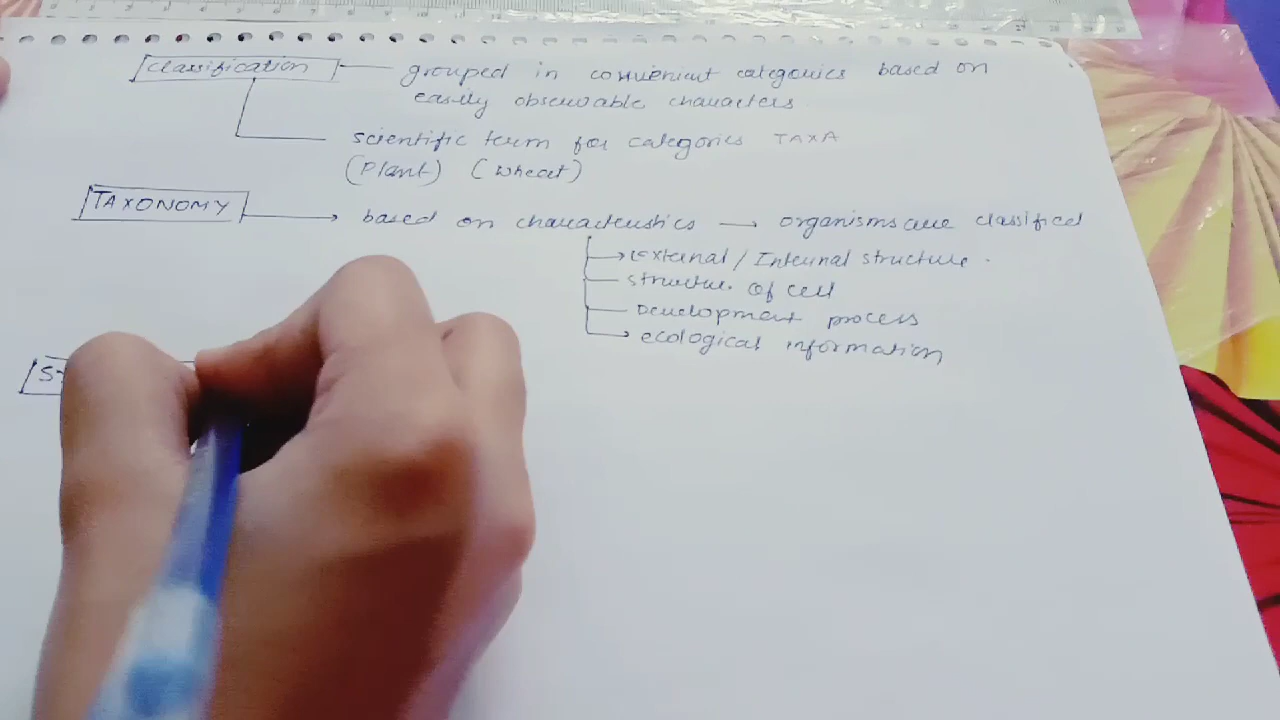 classification — grouped in convenient categories based on
easily observable characters
scientific term for categories TAXA
(Plant) (wheat)
TAXONOMY → based on characteristics → organisms are classified
→ External / Internal structure.
structure of cell
Development process
→ ecological information